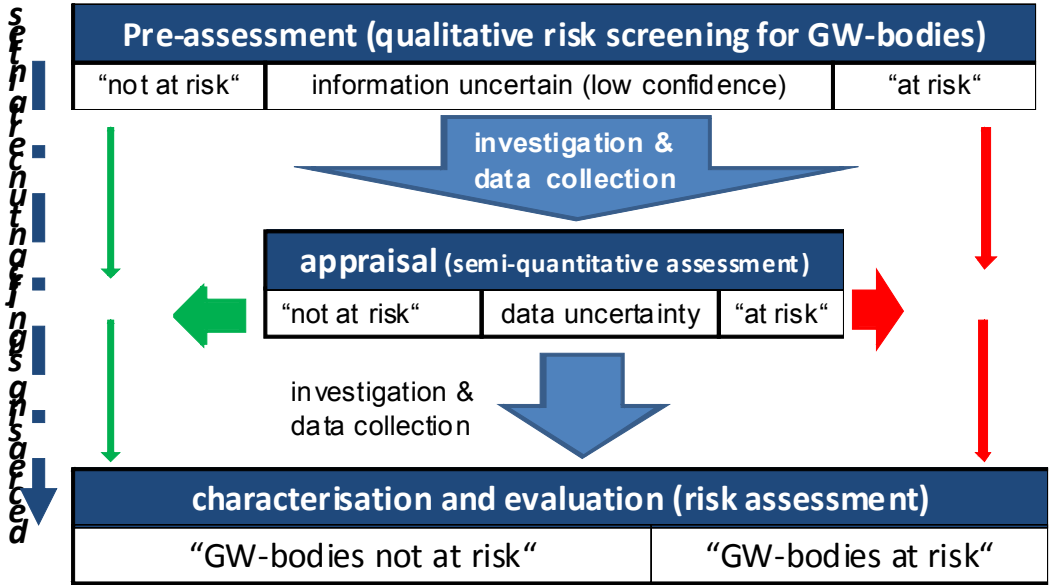 Pre-assessment (qualitative risk screening for GW-bodies)
“not at risk“ information uncertain (low confidence) “at risk“
investigation &
data collection
appraisal (semi-quantitative assessment)
“not at risk“ data uncertainty “at risk“
investigation &
data collection
characterisation and evaluation (risk assessment)
“GW-bodies not at risk“ “GW-bodies at risk“